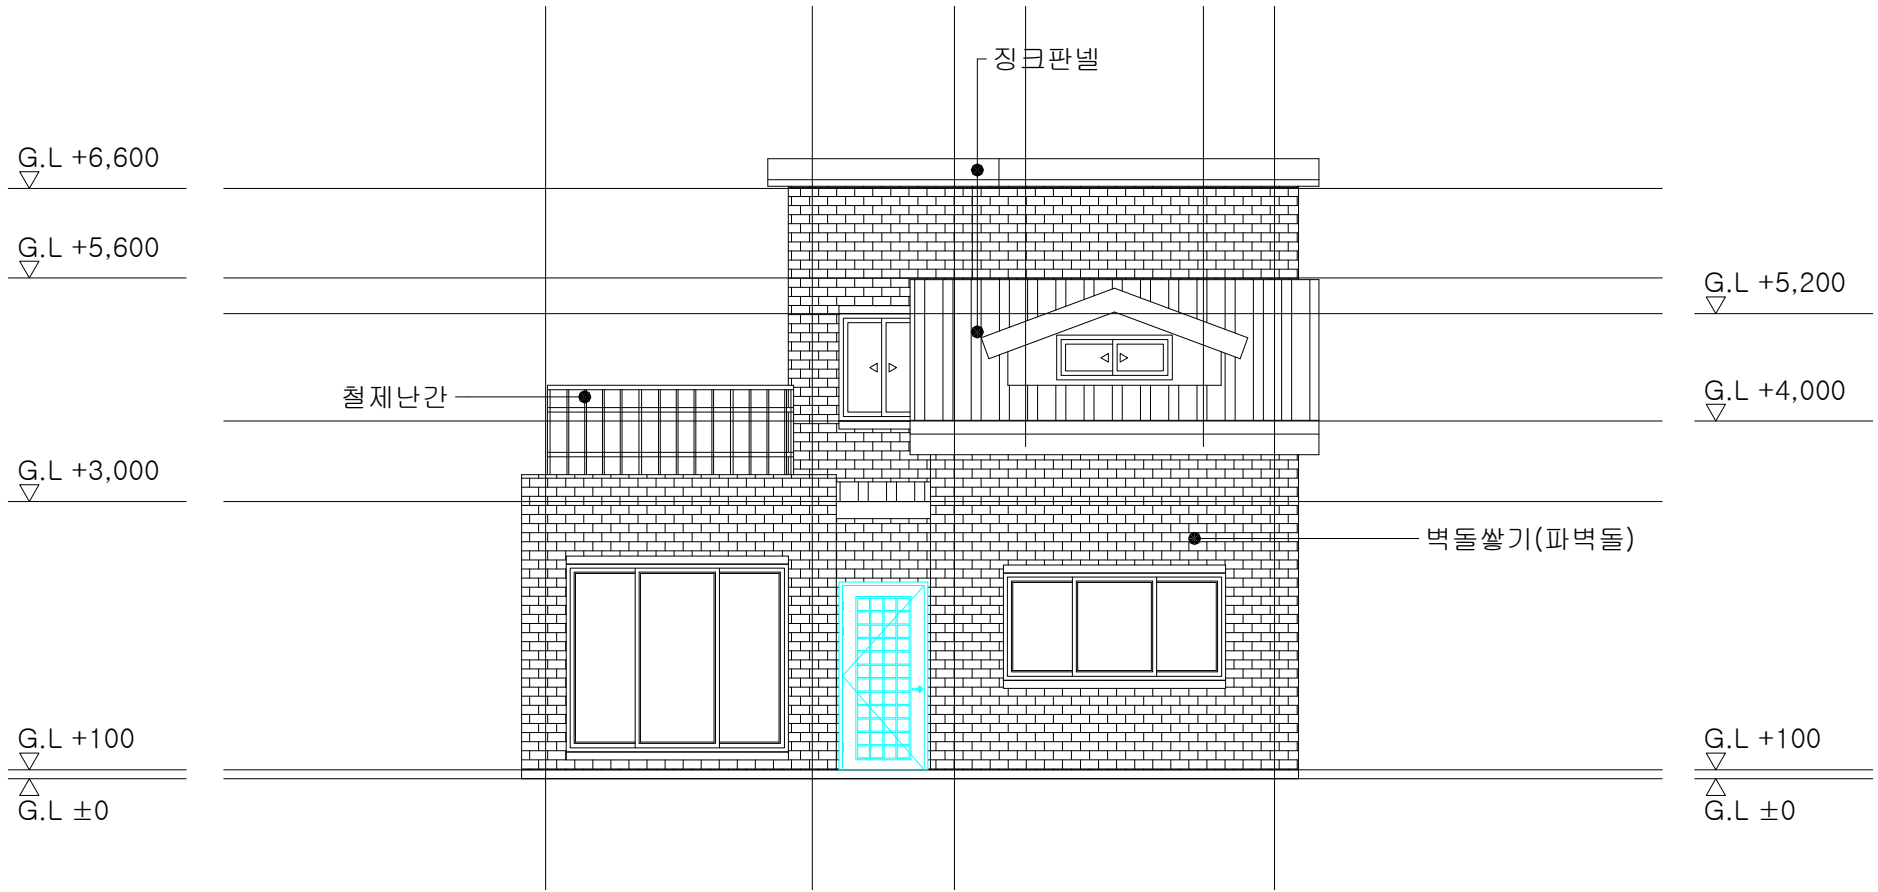 징크판넬
G.L +6,600
G.L +5,600
G.L +5,200
철제난간
G.L +4,000
G.L +3,000
벽돌쌓기(파벽돌)
G.L +100
G.L +100
G.L ±0
G.L ±0